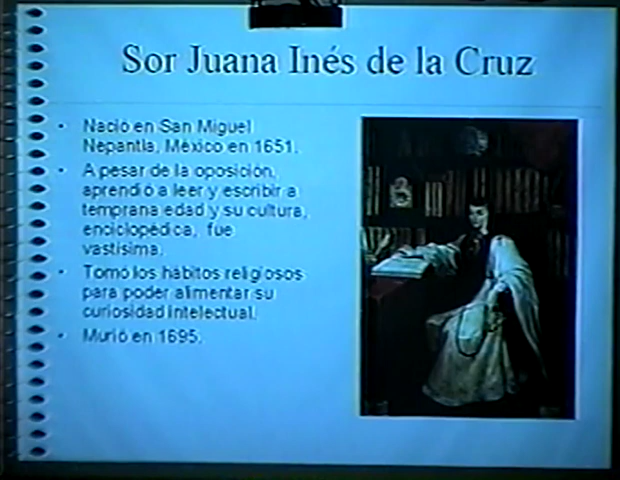 Sor Juana Inés de la Cruz
Nació en San Miguel
Nepantla, México en 1651.
A pesar de la oposición,
aprendió a leer y escribir a
temprana edad y su cultura,
enciclopédica, fue
vastísima.
Tomó los hábitos religiosos
para poder alimentar su
curiosidad intelectual.
Murió en 1695.